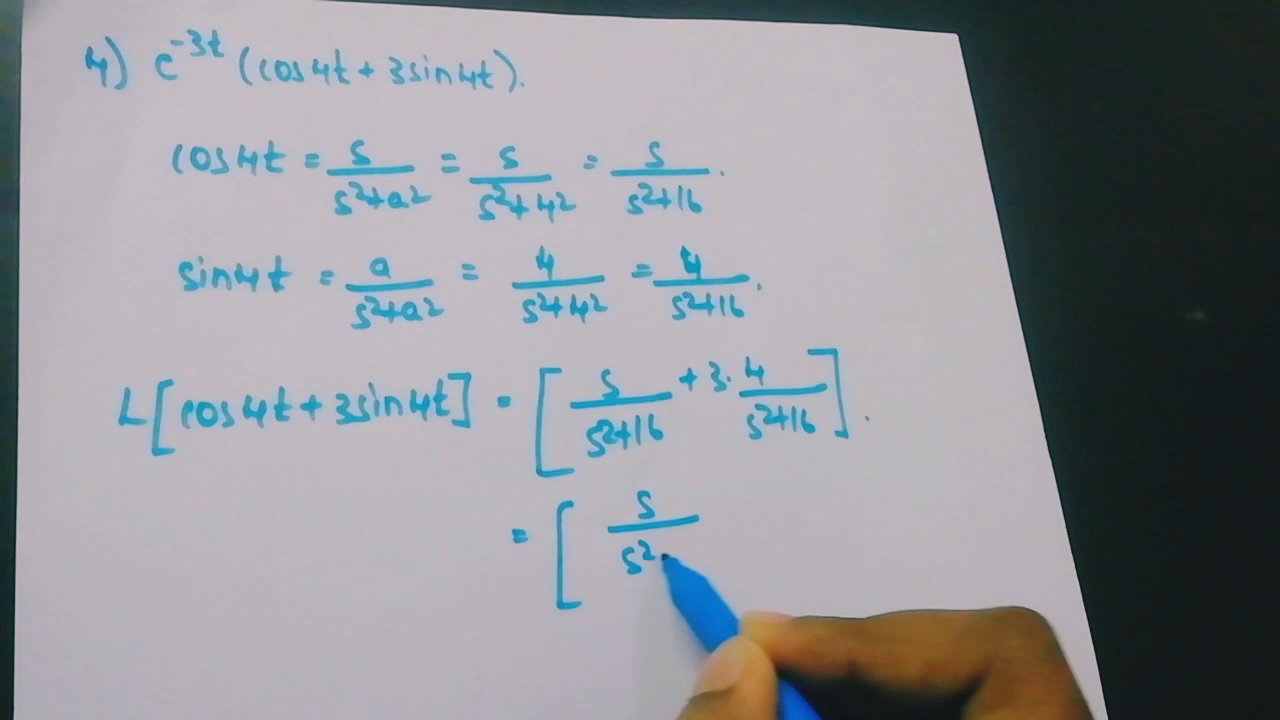 4) e^-3t (cos4t + 3sin4t).
cos4t = s/s²+a² = s/s²+4² = s/s²+16.
sin4t = a/s²+a² = 4/s²+4² = 4/s²+16.
L[cos4t + 3sin4t] = [s/s²+16 + 3.4/s²+16].
= [s/s²